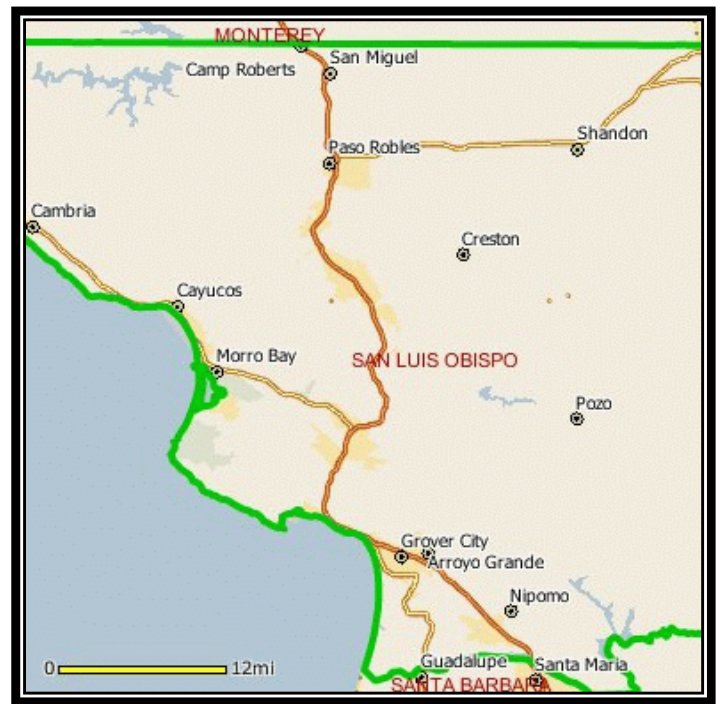 MONTEREY
San Miguel
Camp Roberts
Shandon
Paso Robles
Cambria
Creston
Cayucos
Morro Bay
SAN LUIS OBISPO
Pozo
Grover City
Arroyo Grande
Nipomo
0 12mi
Guadalupe
Santa Maria
SANTA BARBARA